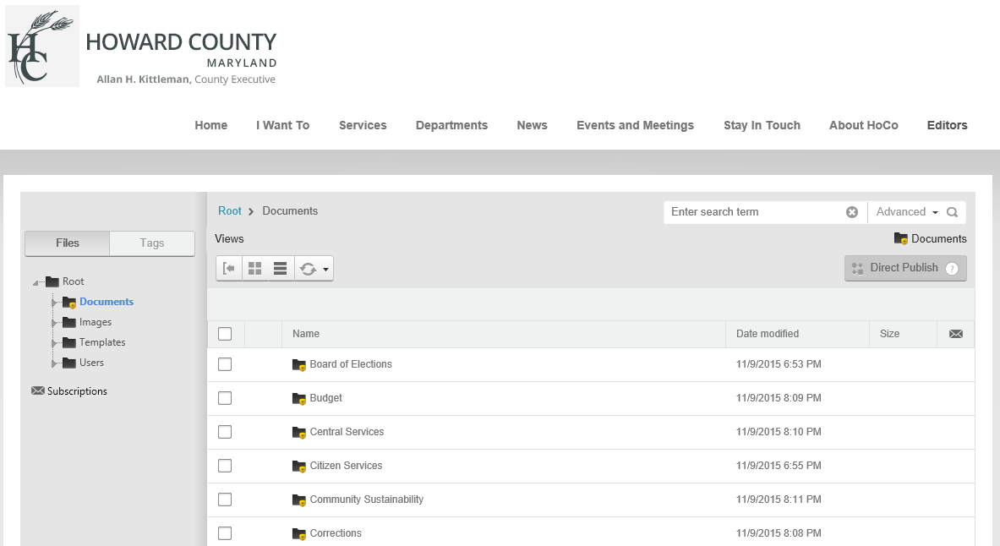 HC
HOWARD COUNTY
MARYLAND
Allan H. Kittleman, County Executive
Home I Want To Services Departments News Events and Meetings Stay In Touch About HoCo Editors
Files Tags
Root
Documents
Images
Templates
Users
Subscriptions
Root > Documents
Enter search term Advanced
Views
Documents
Direct Publish ?
Name Date modified Size
Board of Elections 11/9/2015 6:53 PM
Budget 11/9/2015 8:09 PM
Central Services 11/9/2015 8:10 PM
Citizen Services 11/9/2015 6:55 PM
Community Sustainability 11/9/2015 8:11 PM
Corrections 11/9/2015 8:08 PM